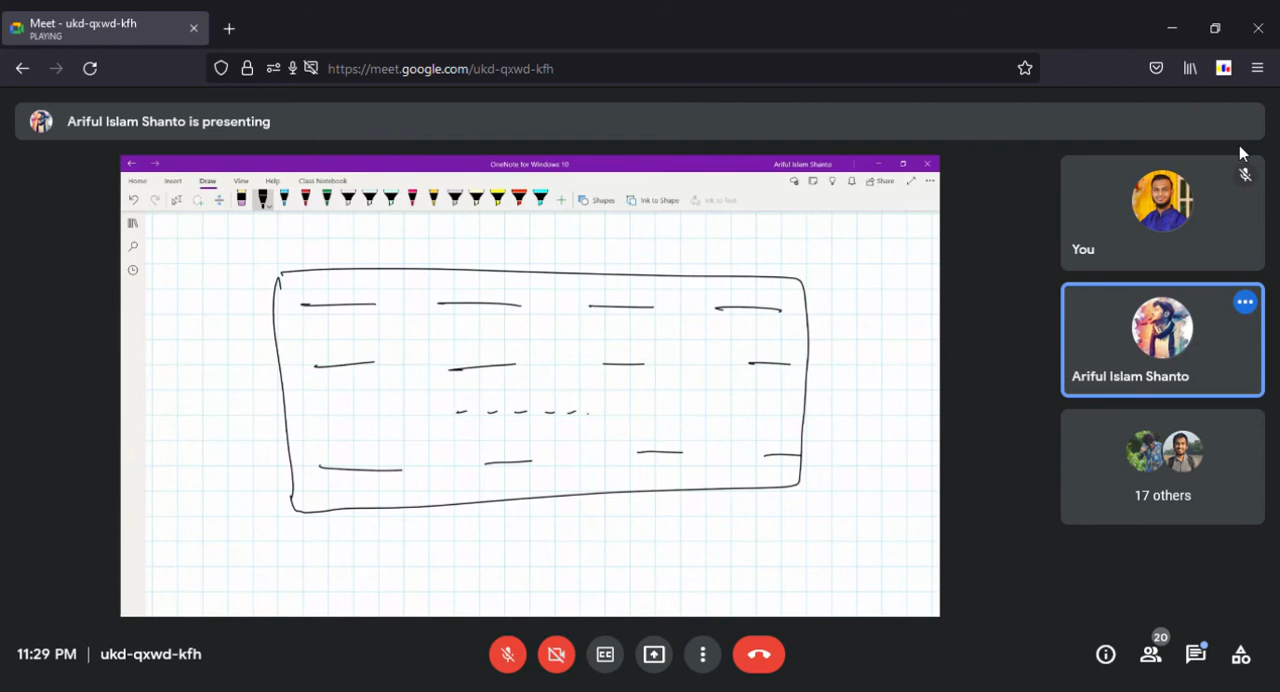 Meet - ukd-qxwd-kfh
PLAYING
https://meet.google.com/ukd-qxwd-kfh
Ariful Islam Shanto is presenting
OneNote for Windows 10
Ariful Islam Shanto
Home Insert Draw View Help Class Notebook
Share
Shapes Ink to Shape Ink to Text
You
Ariful Islam Shanto
17 others
11:29 PM | ukd-qxwd-kfh
CC
20